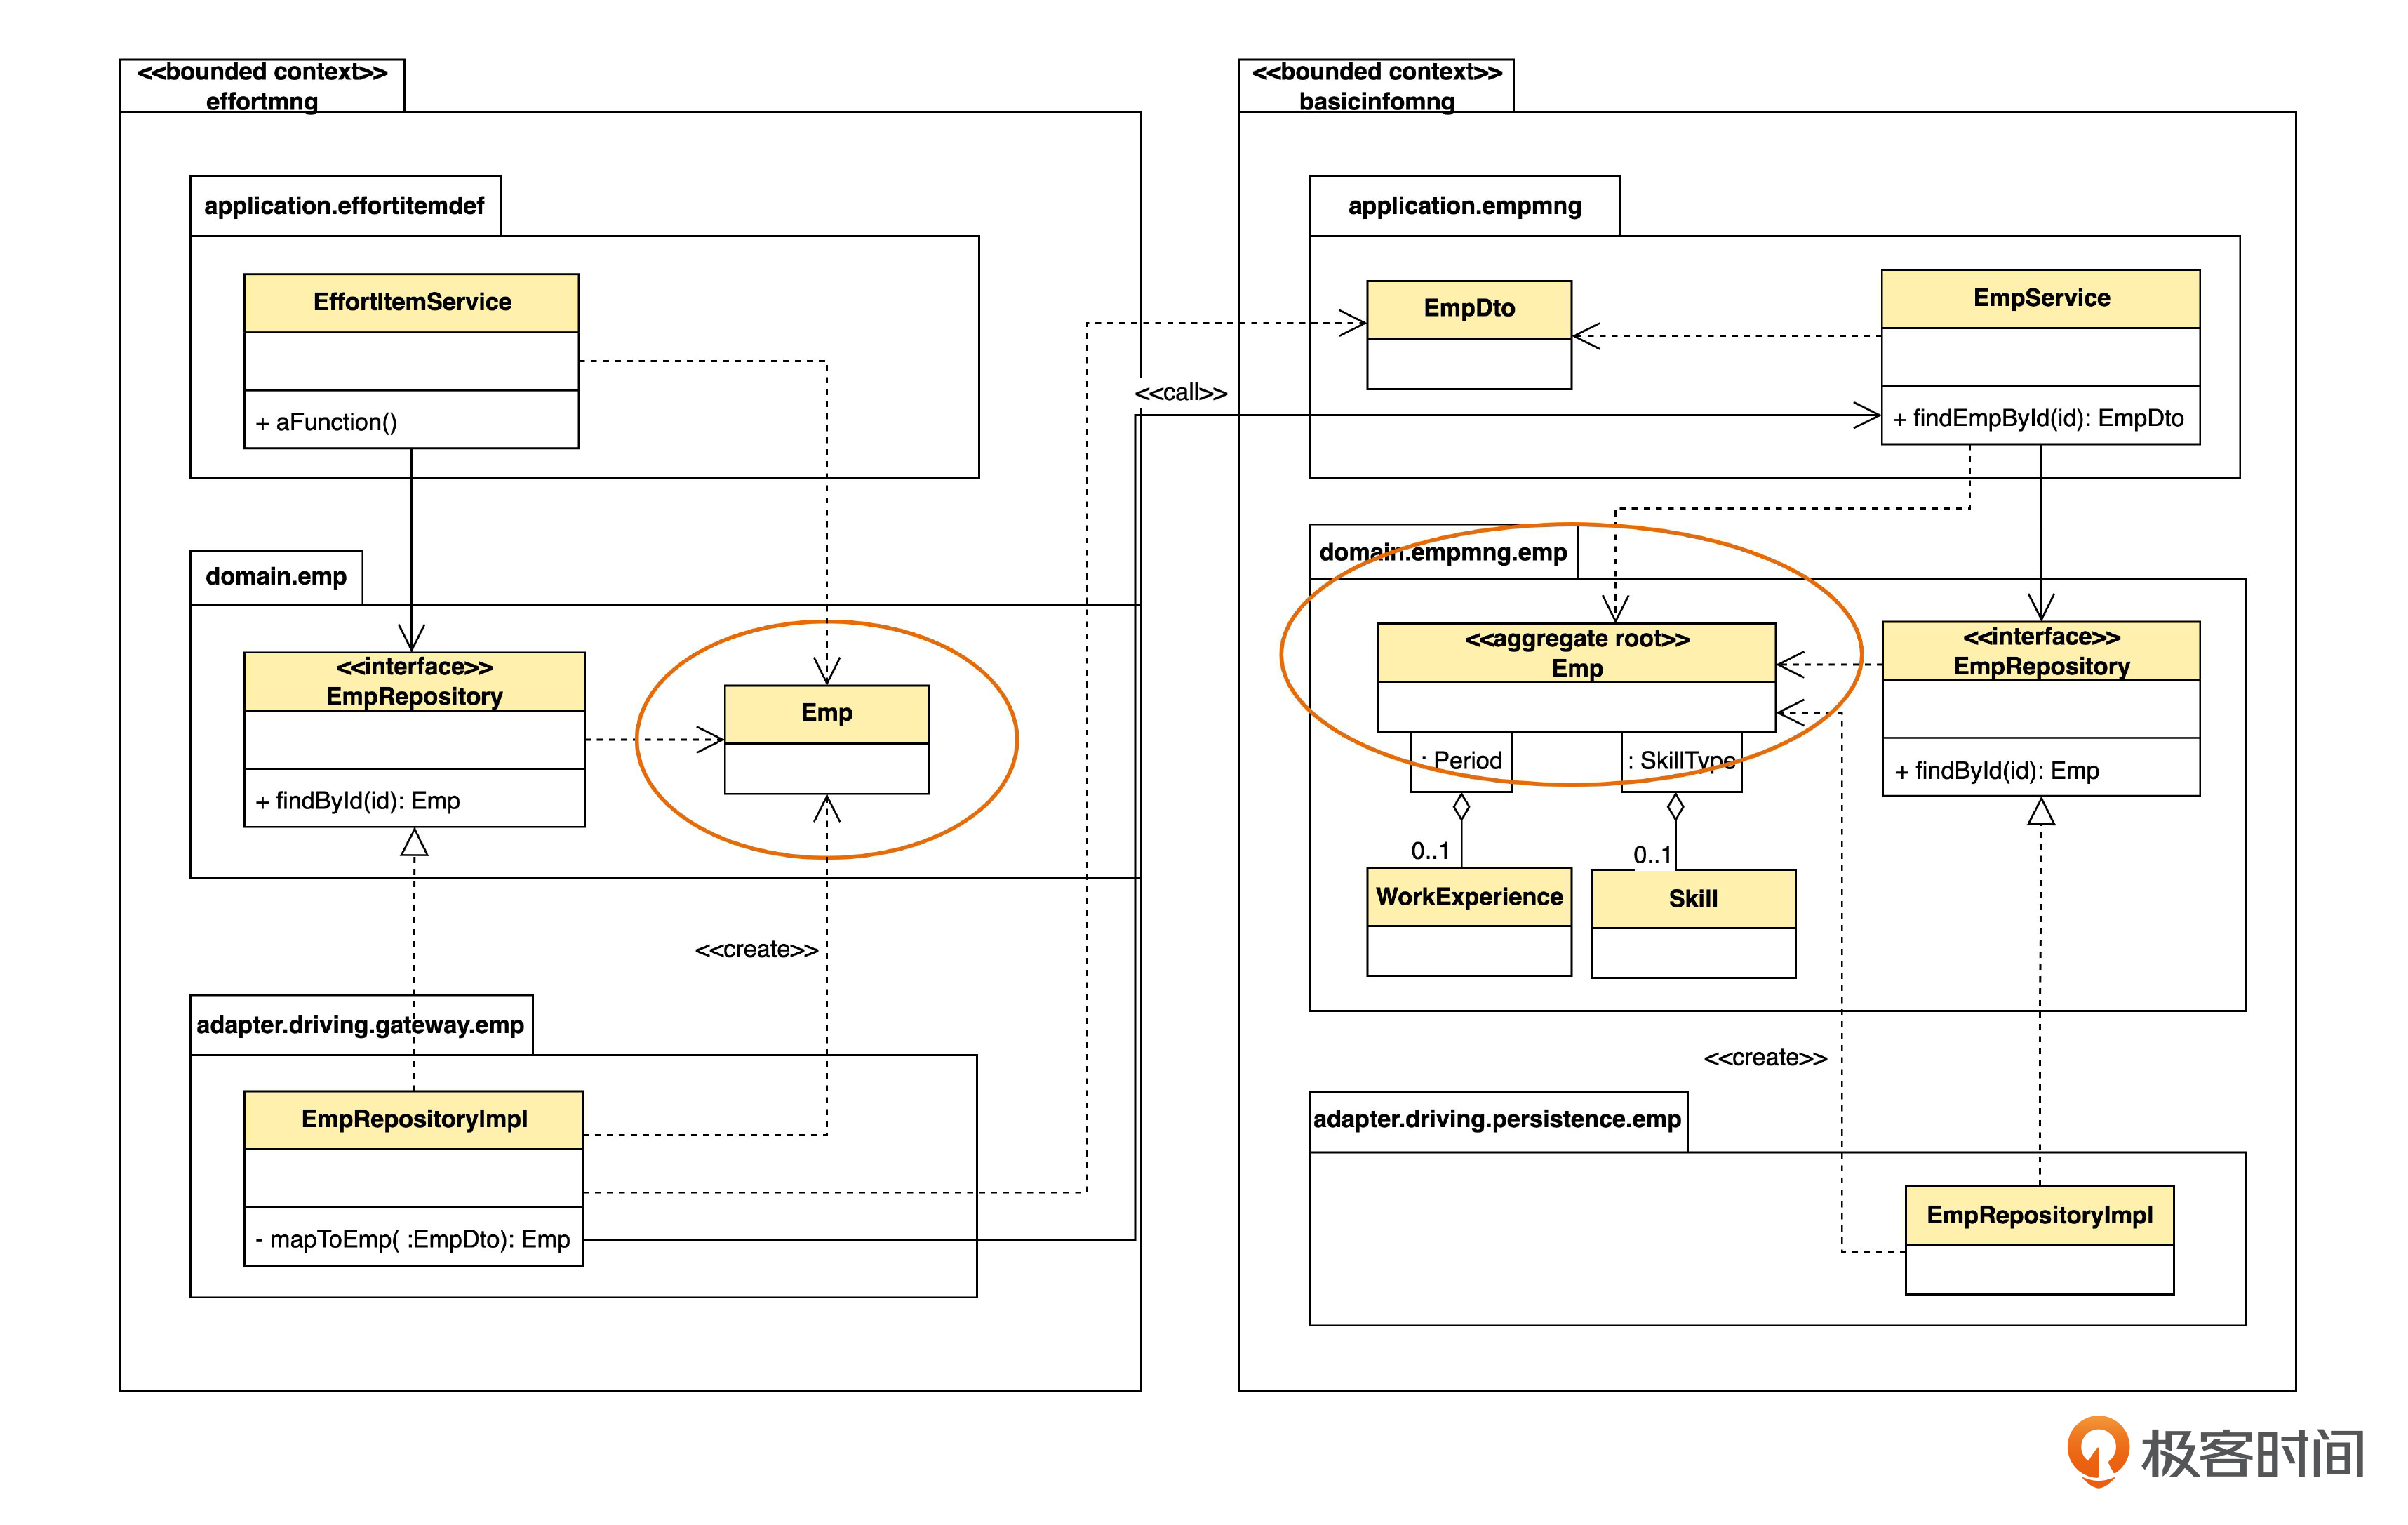 <<bounded context>>
effortmng
application.effortitemdef
EffortItemService
+ aFunction()
domain.emp
<<interface>>
EmpRepository
+ findById(id): Emp
Emp
<<create>>
adapter.driving.gateway.emp
EmpRepositoryImpl
- mapToEmp( :EmpDto): Emp
<<call>>
<<bounded context>>
basicinfomng
application.empmng
EmpDto
EmpService
+ findEmpById(id): EmpDto
domain.empmng.emp
<<aggregate root>>
Emp
: Period
: SkillType
<<interface>>
EmpRepository
+ findById(id): Emp
0..1
0..1
WorkExperience
Skill
<<create>>
adapter.driving.persistence.emp
EmpRepositoryImpl
极客时间